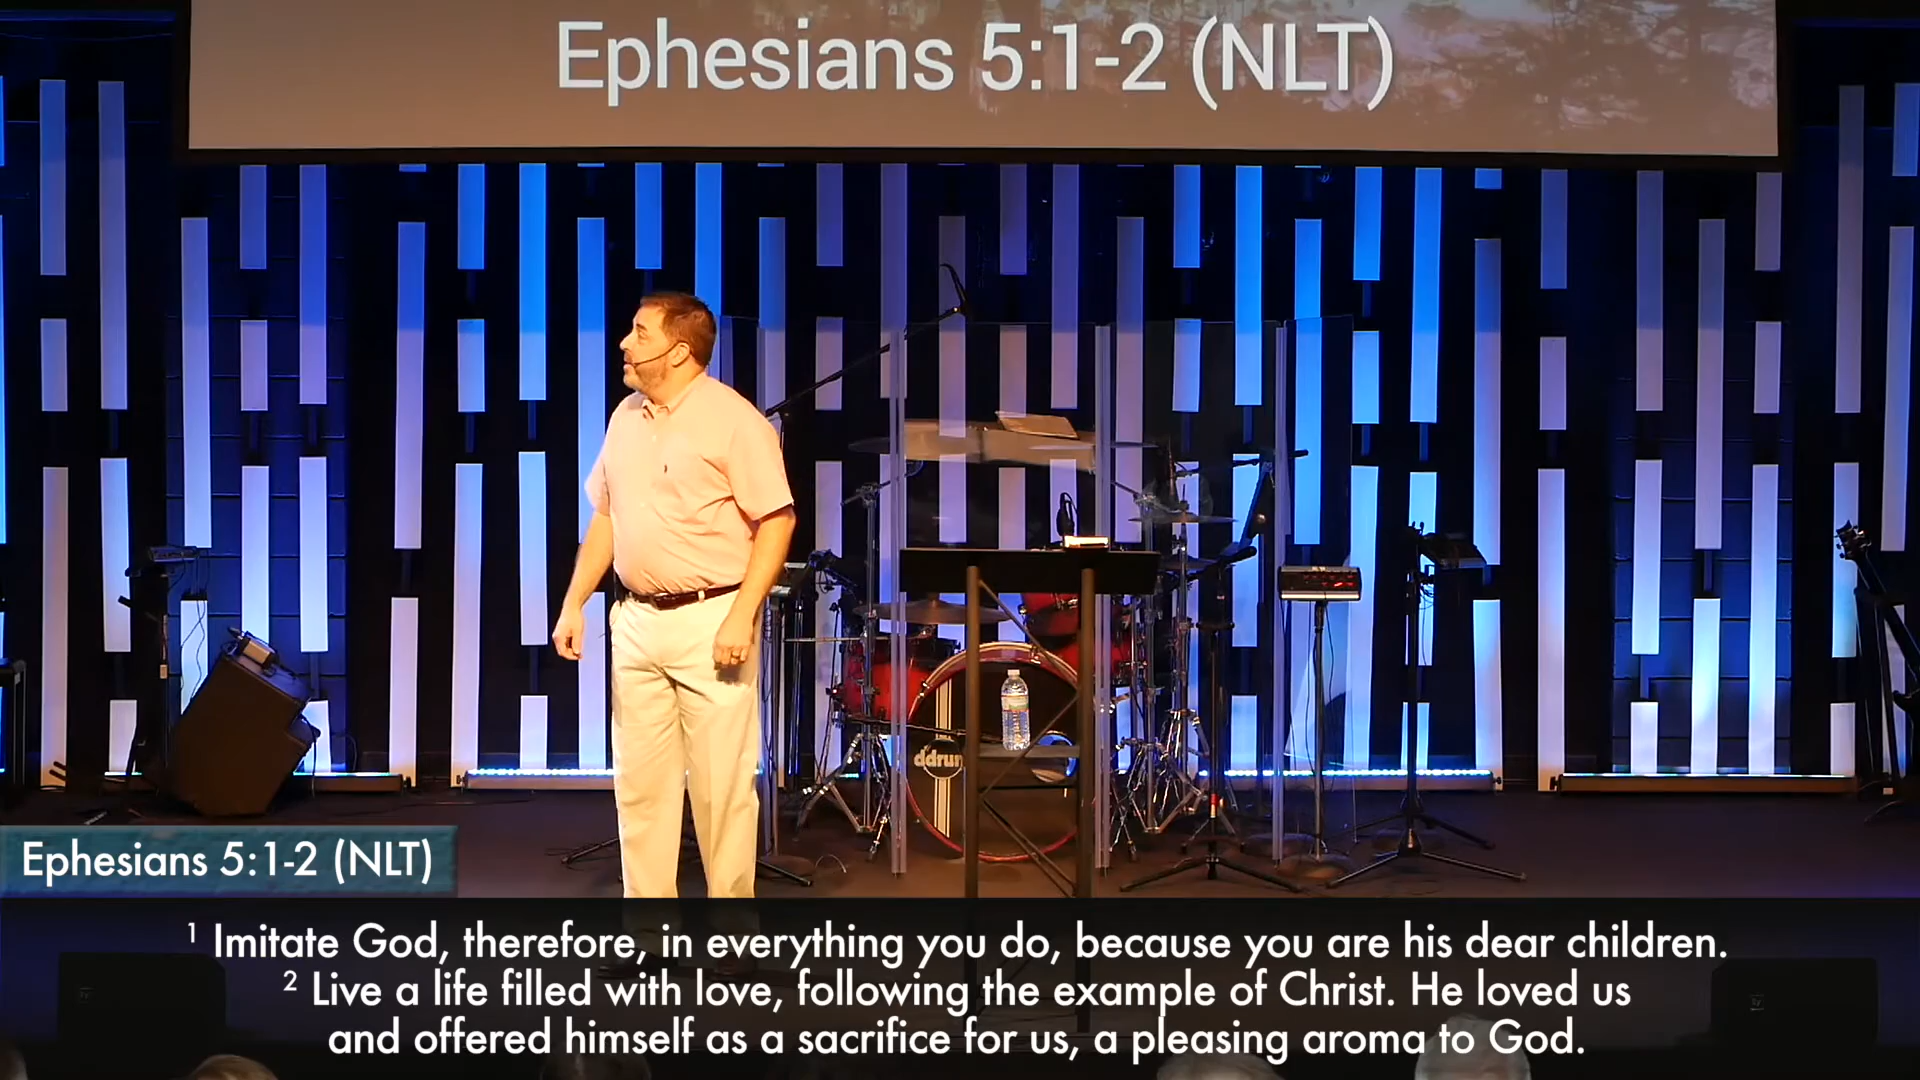 Ephesians 5:1-2 (NLT)
ddrum
Ephesians 5:1-2 (NLT)
1 Imitate God, therefore, in everything you do, because you are his dear children.
2 Live a life filled with love, following the example of Christ. He loved us
and offered himself as a sacrifice for us, a pleasing aroma to God.